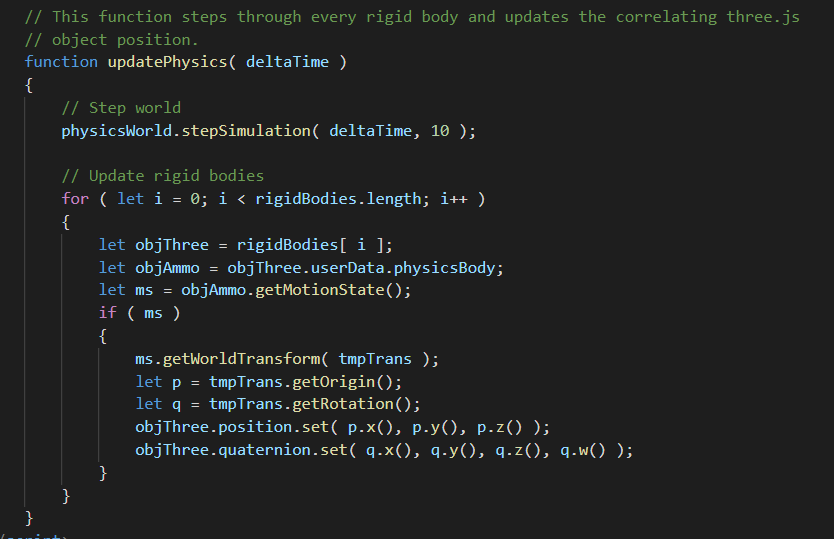 // This function steps through every rigid body and updates the correlating three.js
// object position.
function updatePhysics( deltaTime )
{
    // Step world
    physicsWorld.stepSimulation( deltaTime, 10 );

    // Update rigid bodies
    for ( let i = 0; i < rigidBodies.length; i++ )
    {
        let objThree = rigidBodies[ i ];
        let objAmmo = objThree.userData.physicsBody;
        let ms = objAmmo.getMotionState();
        if ( ms )
        {
            ms.getWorldTransform( tmpTrans );
            let p = tmpTrans.getOrigin();
            let q = tmpTrans.getRotation();
            objThree.position.set( p.x(), p.y(), p.z() );
            objThree.quaternion.set( q.x(), q.y(), q.z(), q.w() );
        }
    }
}